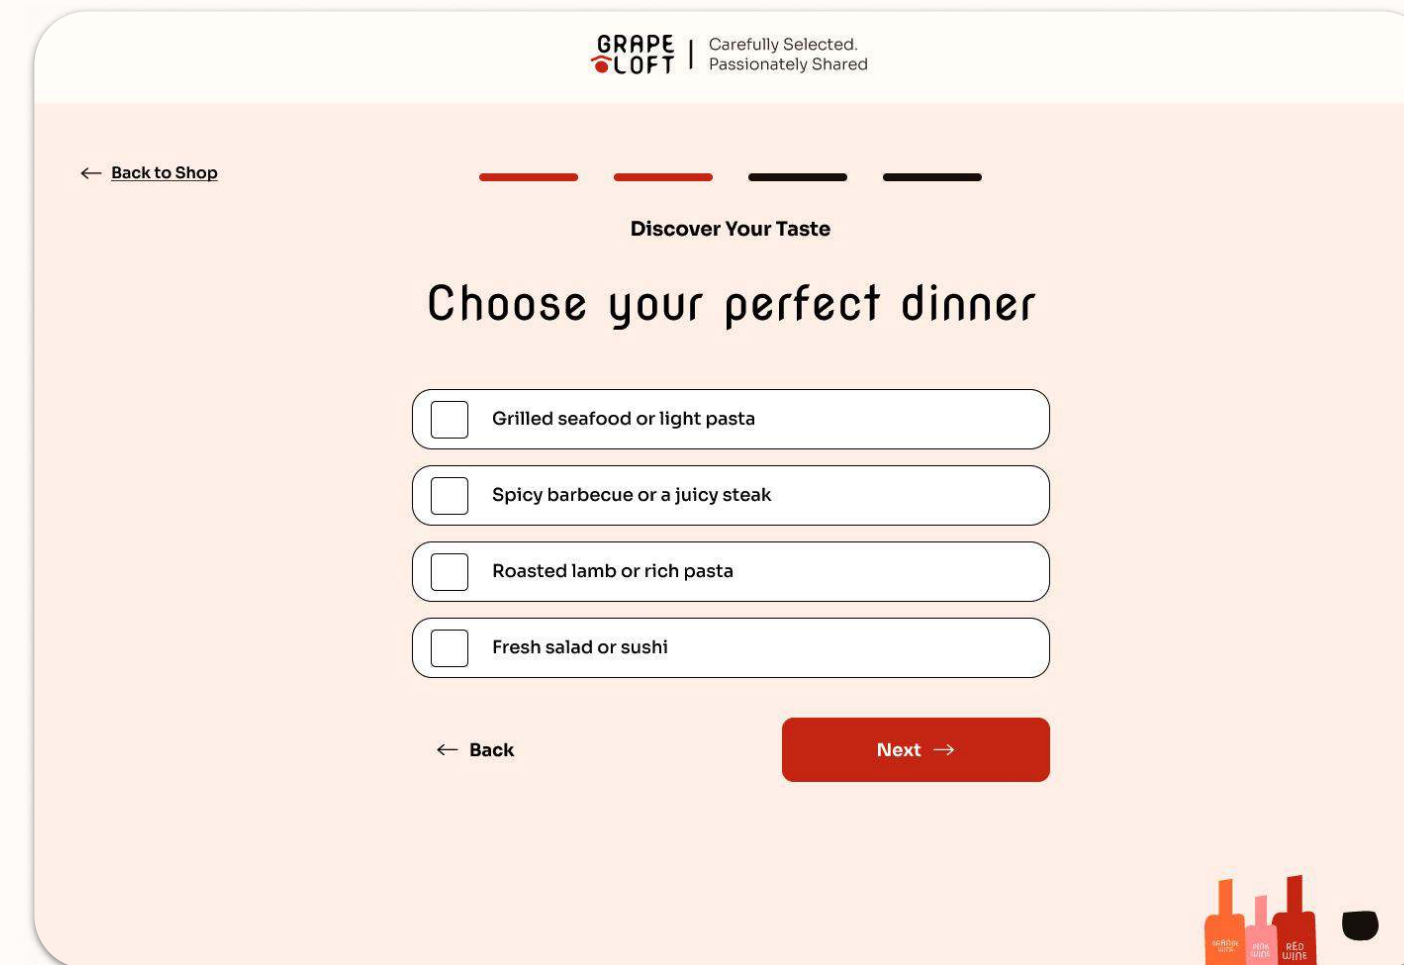 GRAPE
LOFT
Carefully Selected.
Passionately Shared
← Back to Shop
Discover Your Taste
Choose your perfect dinner
Grilled seafood or light pasta
Spicy barbecue or a juicy steak
Roasted lamb or rich pasta
Fresh salad or sushi
← Back
Next →
ORANGE
WINE
PINK
WINE
RED
WINE